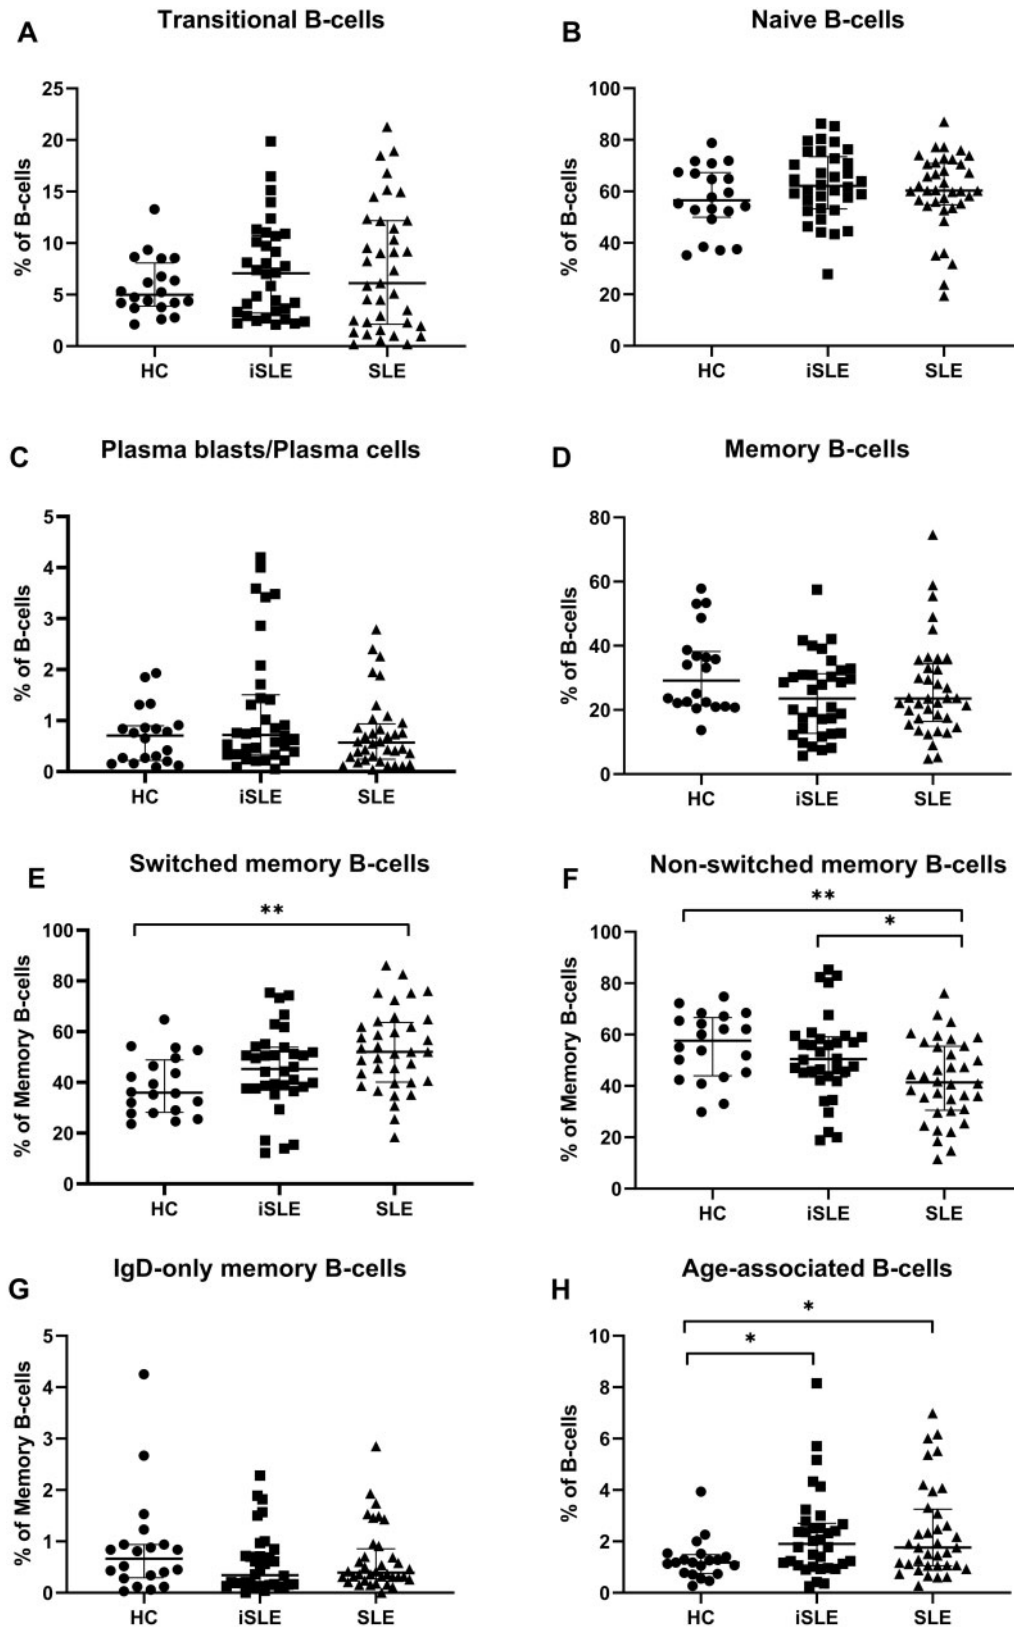 A
Transitional B-cells
% of B-cells
25
20
15
10
5
0
HC
iSLE
SLE
B
Naive B-cells
% of B-cells
100
80
60
40
20
0
HC
iSLE
SLE
C
Plasma blasts/Plasma cells
% of B-cells
5
4
3
2
1
0
HC
iSLE
SLE
D
Memory B-cells
% of B-cells
80
60
40
20
0
HC
iSLE
SLE
E
Switched memory B-cells
**
% of Memory B-cells
100
80
60
40
20
0
HC
iSLE
SLE
F
Non-switched memory B-cells
**
*
% of Memory B-cells
100
80
60
40
20
0
HC
iSLE
SLE
G
IgD-only memory B-cells
% of Memory B-cells
5
4
3
2
1
0
HC
iSLE
SLE
H
Age-associated B-cells
*
*
% of B-cells
10
8
6
4
2
0
HC
iSLE
SLE